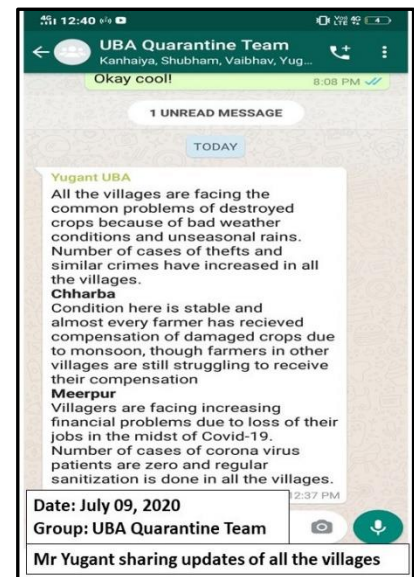 12:40
UBA Quarantine Team
Kanhaiya, Shubham, Vaibhav, Yug...
Okay cool!
8:08 PM
1 UNREAD MESSAGE
TODAY
Yugant UBA
All the villages are facing the
common problems of destroyed
crops because of bad weather
conditions and unseasonal rains.
Number of cases of thefts and
similar crimes have increased in all
the villages.
Chharba
Condition here is stable and
almost every farmer has recieved
compensation of damaged crops due
to monsoon, though farmers in other
villages are still struggling to receive
their compensation
Meerpur
Villagers are facing increasing
financial problems due to loss of their
jobs in the midst of Covid-19.
Number of cases of corona virus
patients are zero and regular
sanitization is done in all the villages.
12:37 PM
Date: July 09, 2020
Group: UBA Quarantine Team
Mr Yugant sharing updates of all the villages